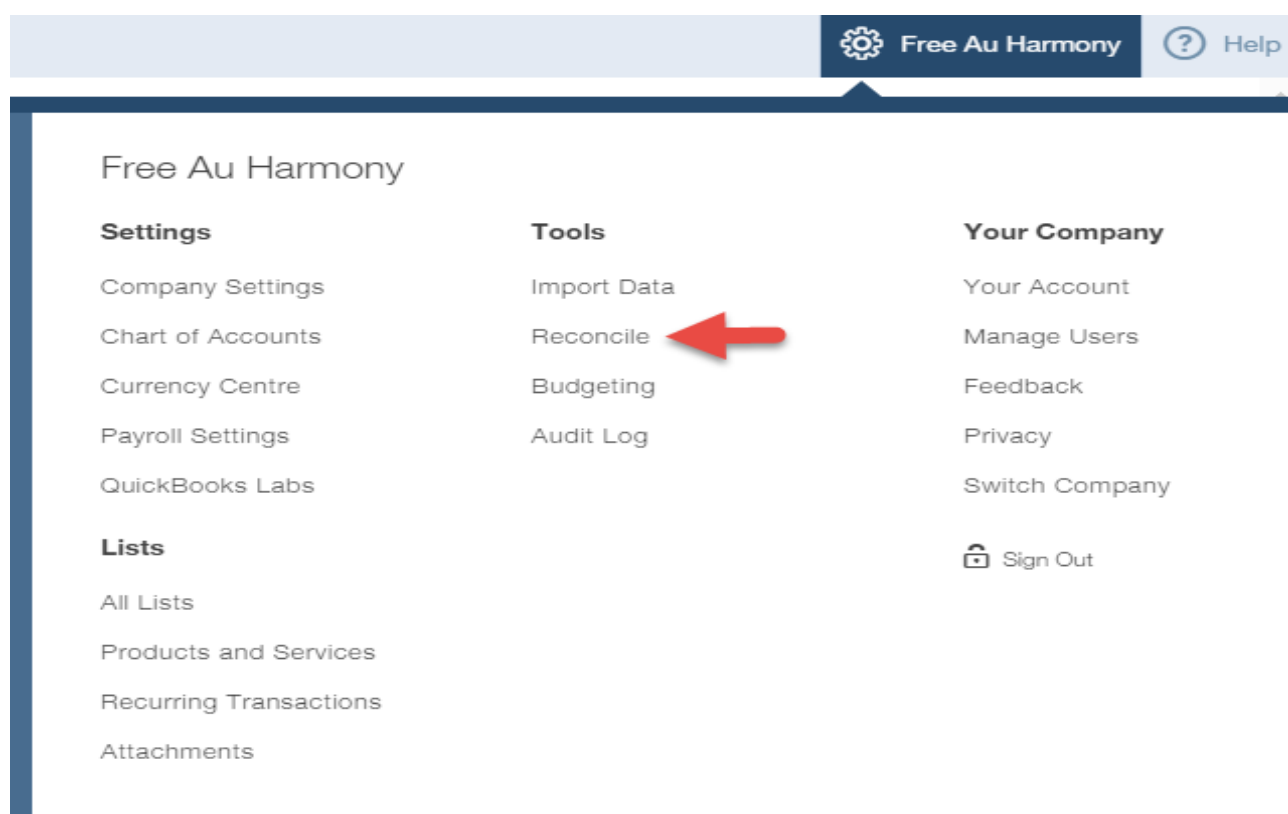 Free Au Harmony
Help
Free Au Harmony
Settings
Company Settings
Chart of Accounts
Currency Centre
Payroll Settings
QuickBooks Labs
Lists
All Lists
Products and Services
Recurring Transactions
Attachments
Tools
Import Data
Reconcile
Budgeting
Audit Log
Your Company
Your Account
Manage Users
Feedback
Privacy
Switch Company
Sign Out